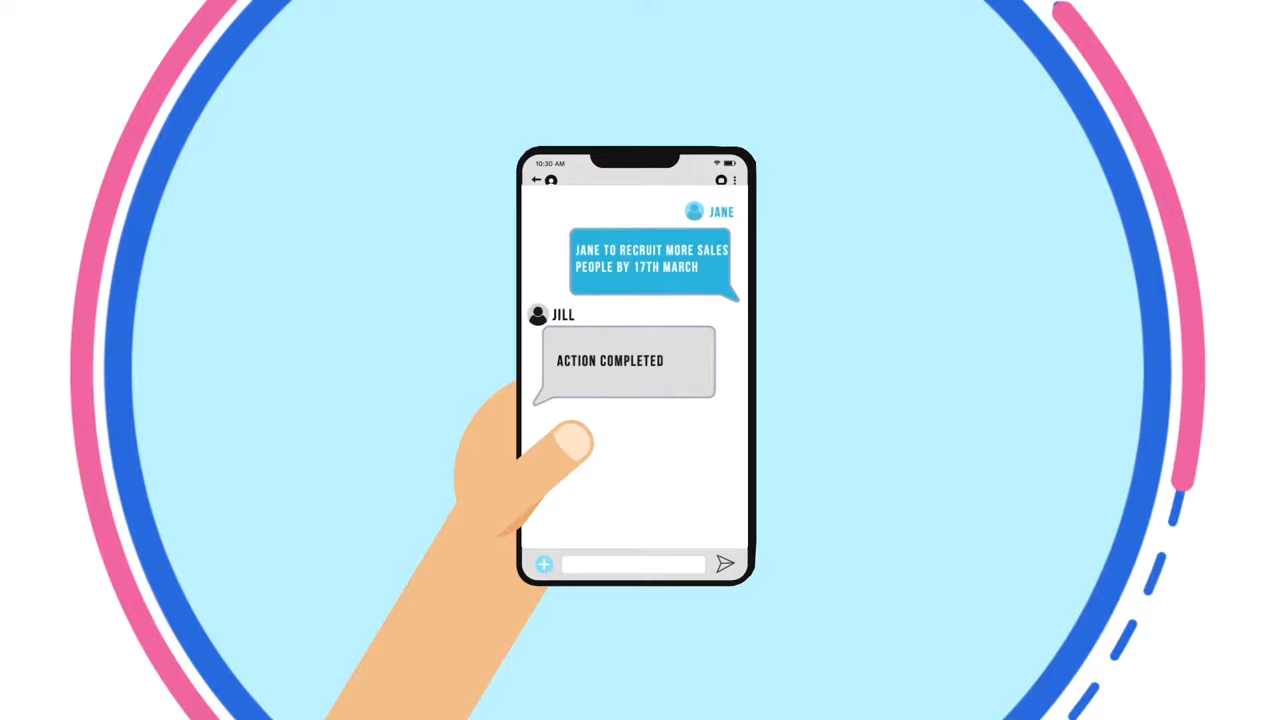 10:30 AM
JANE
JANE TO RECRUIT MORE SALES
PEOPLE BY 17TH MARCH
JILL
ACTION COMPLETED